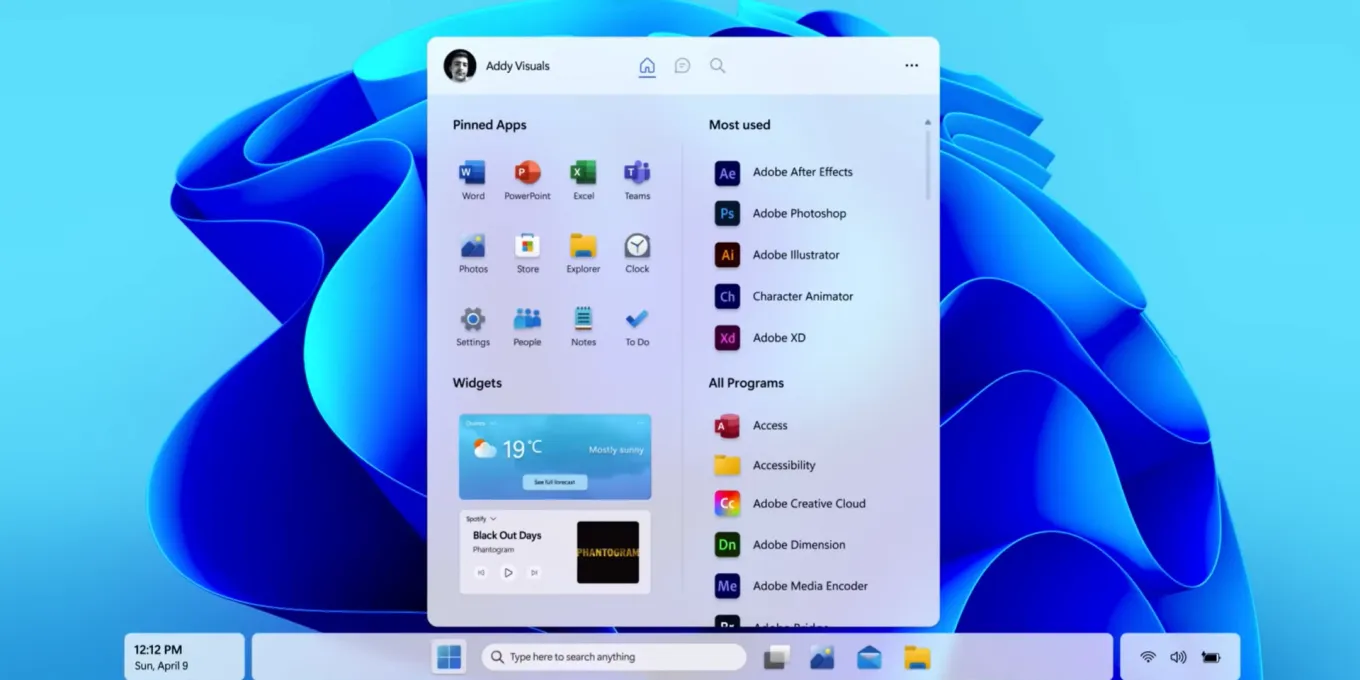 Addy Visuals
Pinned Apps
W
Word
P
PowerPoint
X
Excel
T
Teams
Photos
Store
Explorer
Clock
Settings
People
Notes
To Do
Widgets
19°C
Mostly sunny
See full forecast
Spotify
Black Out Days
Phantogram
PHANTOGRAM
Most used
Ae Adobe After Effects
Ps Adobe Photoshop
Ai Adobe Illustrator
Ch Character Animator
Xd Adobe XD
All Programs
A Access
Accessibility
Cc Adobe Creative Cloud
Dn Adobe Dimension
Me Adobe Media Encoder
Br Adobe Bridge
12:12 PM
Sun, April 9
Type here to search anything